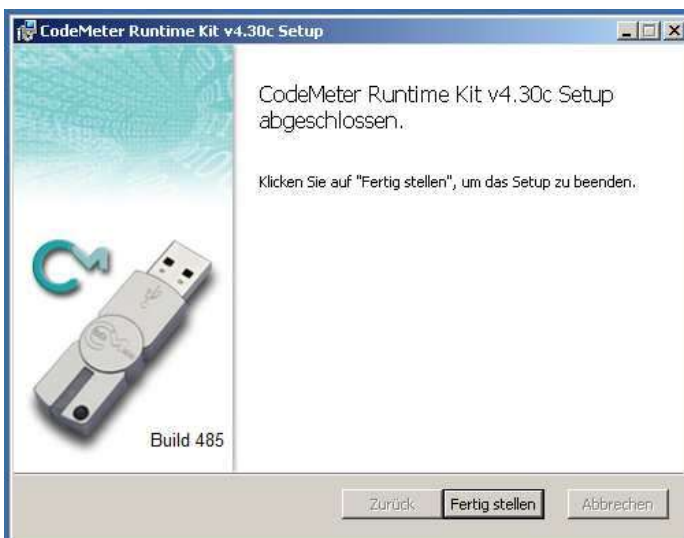 CodeMeter Runtime Kit v4.30c Setup
CodeMeter Runtime Kit v4.30c Setup
abgeschlossen.
Klicken Sie auf "Fertig stellen", um das Setup zu beenden.
CM
Build 485
Zurück
Fertig stellen
Abbrechen